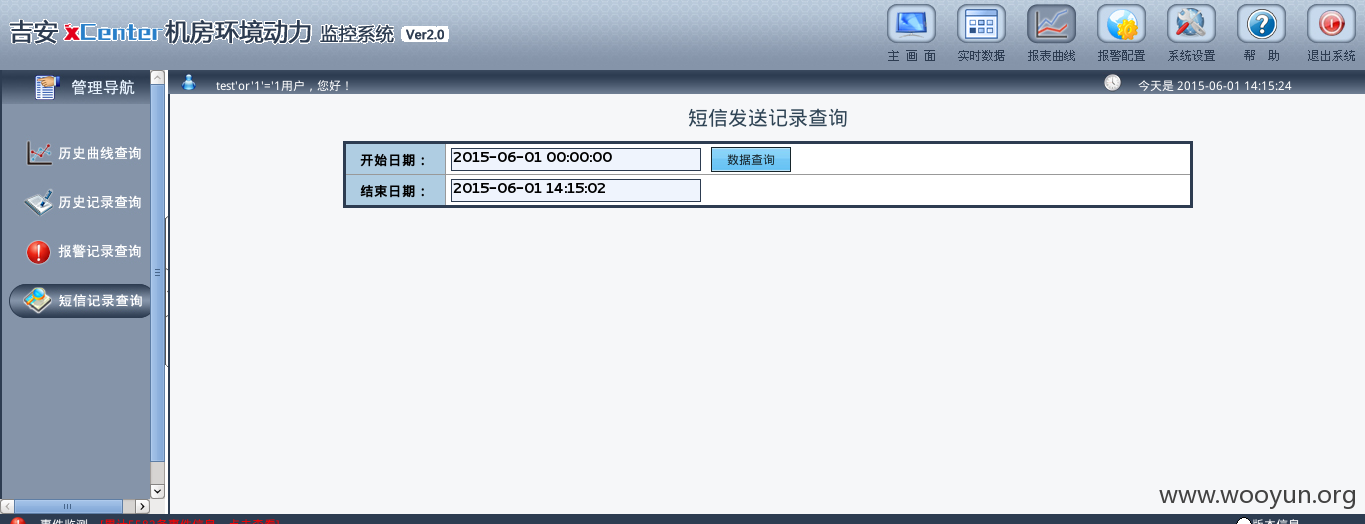 吉安 xCenter 机房环境动力 监控系统 Ver2.0
主 画 面 实时数据 报表曲线 报警配置 系统设置 帮 助 退出系统
管理导航
test'or'1'='1用户，您好！
今天是 2015-06-01 14:15:24
短信发送记录查询
历史曲线查询
历史记录查询
报警记录查询
短信记录查询
开始日期： 2015-06-01 00:00:00 数据查询
结束日期： 2015-06-01 14:15:02
www.wooyun.org
事件监测
版本信息